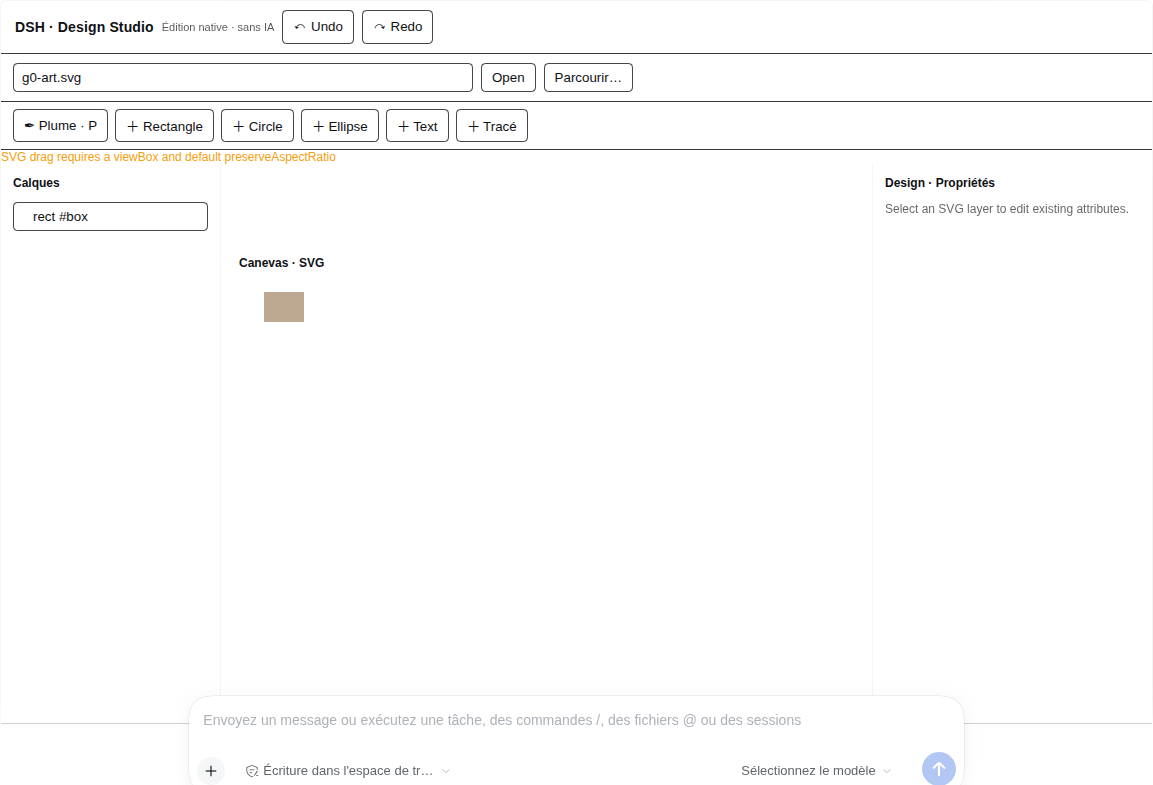 DSH · Design Studio Édition native · sans IA Undo Redo
g0-art.svg Open Parcourir…
Plume · P Rectangle Circle Ellipse Text Tracé
SVG drag requires a viewBox and default preserveAspectRatio
Calques
rect #box
Canevas · SVG
Design · Propriétés
Select an SVG layer to edit existing attributes.
Envoyez un message ou exécutez une tâche, des commandes /, des fichiers @ ou des sessions
Écriture dans l'espace de tr… Sélectionnez le modèle